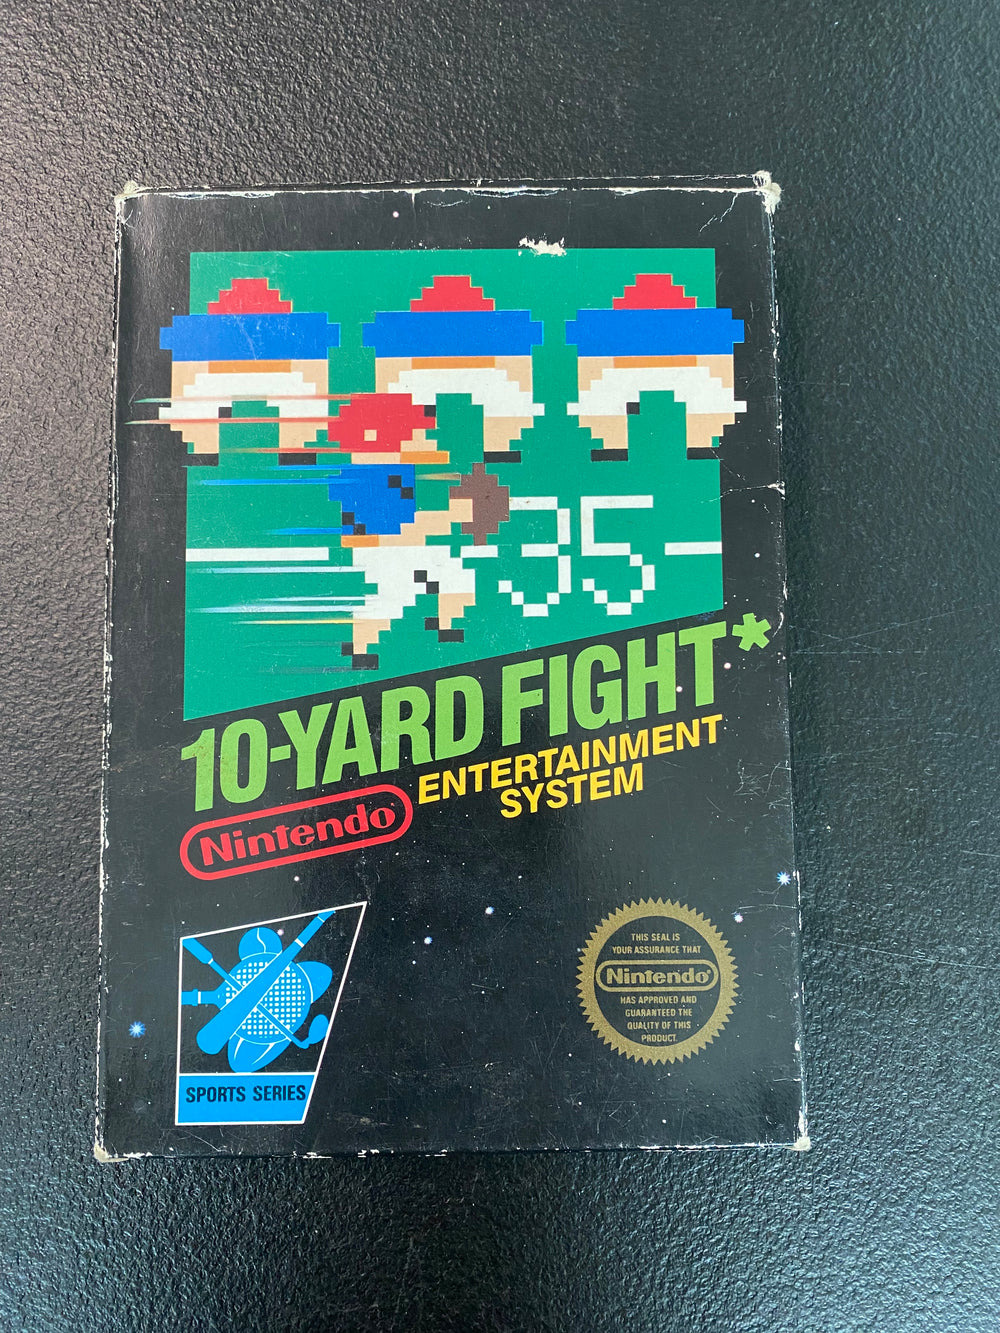 35
10-YARD FIGHT*
Nintendo
ENTERTAINMENT
SYSTEM
SPORTS SERIES
THIS SEAL IS
YOUR ASSURANCE THAT
Nintendo®
HAS APPROVED AND
GUARANTEED THE
QUALITY OF THIS
PRODUCT.